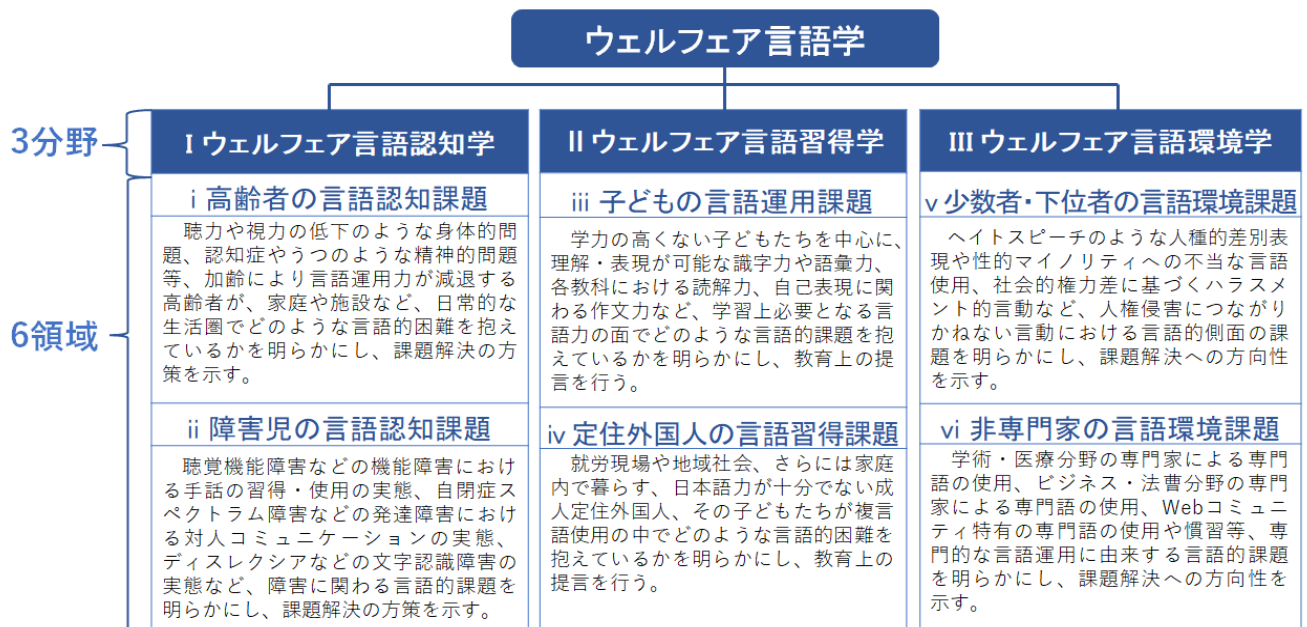 ウェルフェア言語学
3分野
Ⅰ ウェルフェア言語認知学
Ⅱ ウェルフェア言語習得学
Ⅲ ウェルフェア言語環境学
6領域
ⅰ 高齢者の言語認知課題
聴力や視力の低下のような身体的問
題、認知症やうつのような精神的問題
等、加齢により言語運用力が減退する
高齢者が、家庭や施設など、日常的な
生活圏でどのような言語的困難を抱え
ているかを明らかにし、課題解決の方
策を示す。
ⅱ 障害児の言語認知課題
聴覚機能障害などの機能障害におけ
る手話の習得・使用の実態、自閉症ス
ペクトラム障害などの発達障害におけ
る対人コミュニケーションの実態、
ディスレクシアなどの文字認識障害の
実態など、障害に関わる言語的課題を
明らかにし、課題解決の方策を示す。
ⅲ 子どもの言語運用課題
学力の高くない子どもたちを中心に、
理解・表現が可能な識字力や語彙力、
各教科における読解力、自己表現に関
わる作文力など、学習上必要となる言
語力の面でどのような言語的課題を抱
えているかを明らかにし、教育上の提
言を行う。
ⅳ 定住外国人の言語習得課題
就労現場や地域社会、さらには家庭
内で暮らす、日本語力が十分でない成
人定住外国人、その子どもたちが複言
語使用の中でどのような言語的困難を
抱えているかを明らかにし、教育上の
提言を行う。
ⅴ 少数者・下位者の言語環境課題
ヘイトスピーチのような人種的差別表
現や性的マイノリティへの不当な言語
使用、社会的権力差に基づくハラスメ
ント的言動など、人権侵害につながり
かねない言動における言語的側面の課
題を明らかにし、課題解決への方向性
を示す。
ⅵ 非専門家の言語環境課題
学術・医療分野の専門家による専門
語の使用、ビジネス・法曹分野の専門
家による専門語の使用、Webコミュニ
ティ特有の専門語の使用や慣習等、専
門的な言語運用に由来する言語的課題
を明らかにし、課題解決への方向性を
示す。